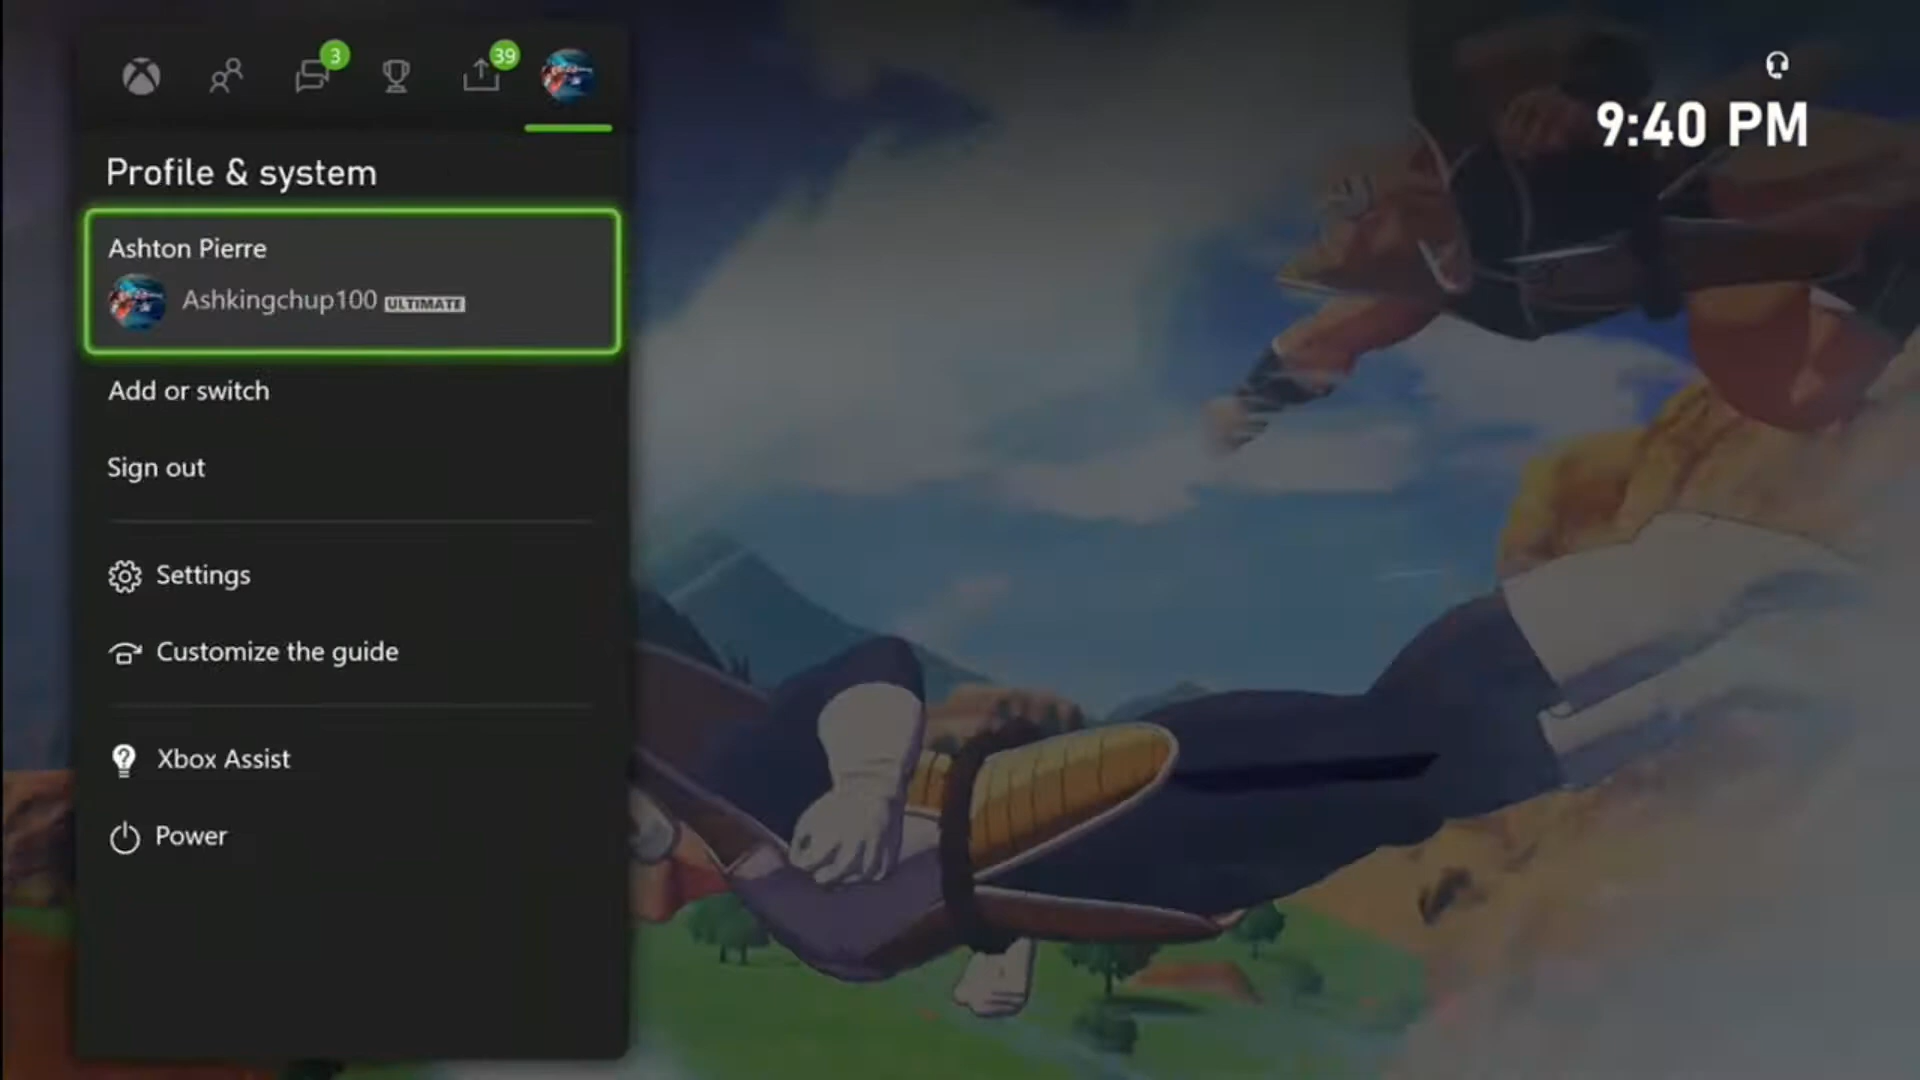 3
39
9:40 PM
Profile & system
Ashton Pierre
Ashkingchup100 ULTIMATE
Add or switch
Sign out
Settings
Customize the guide
Xbox Assist
Power